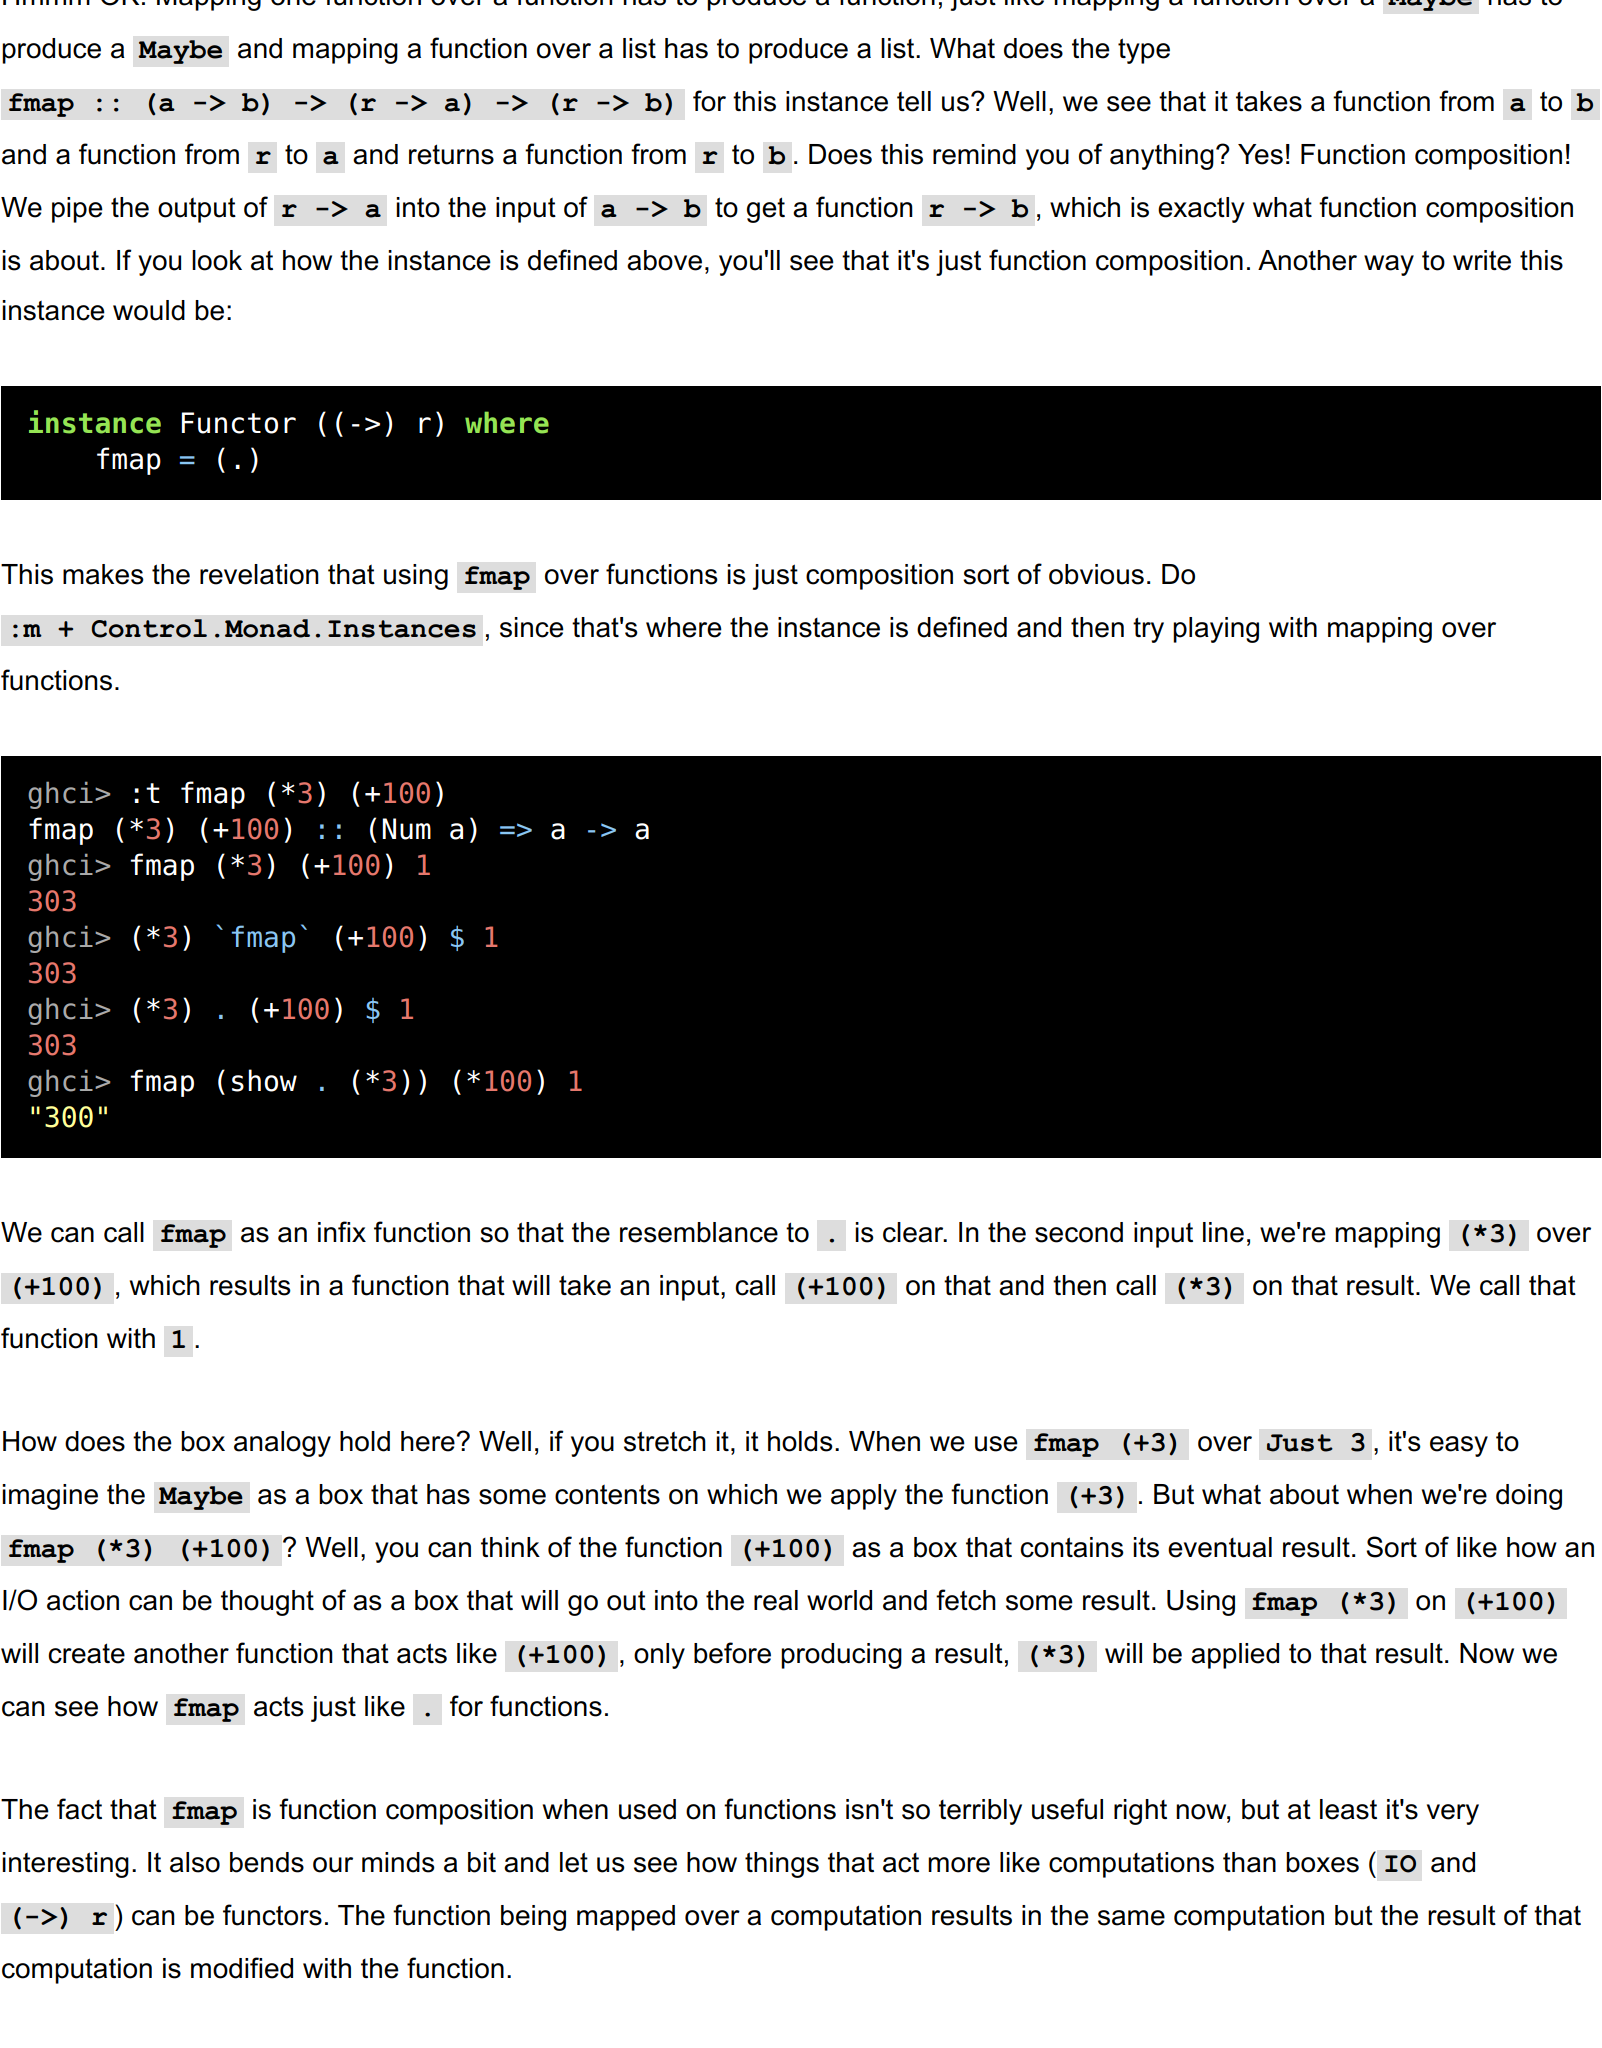 Hmmm OK. Mapping one function over a function has to produce a function, just like mapping a function over a Maybe has to
produce a Maybe and mapping a function over a list has to produce a list. What does the type
fmap :: (a -> b) -> (r -> a) -> (r -> b) for this instance tell us? Well, we see that it takes a function from a to b
and a function from r to a and returns a function from r to b. Does this remind you of anything? Yes! Function composition!
We pipe the output of r -> a into the input of a -> b to get a function r -> b, which is exactly what function composition
is about. If you look at how the instance is defined above, you'll see that it's just function composition. Another way to write this
instance would be:
instance Functor ((->) r) where
    fmap = (.)
This makes the revelation that using fmap over functions is just composition sort of obvious. Do
:m + Control.Monad.Instances, since that's where the instance is defined and then try playing with mapping over
functions.
ghci> :t fmap (*3) (+100)
fmap (*3) (+100) :: (Num a) => a -> a
ghci> fmap (*3) (+100) 1
303
ghci> (*3) `fmap` (+100) $ 1
303
ghci> (*3) . (+100) $ 1
303
ghci> fmap (show . (*3)) (*100) 1
"300"
We can call fmap as an infix function so that the resemblance to . is clear. In the second input line, we're mapping (*3) over
(+100), which results in a function that will take an input, call (+100) on that and then call (*3) on that result. We call that
function with 1.
How does the box analogy hold here? Well, if you stretch it, it holds. When we use fmap (+3) over Just 3, it's easy to
imagine the Maybe as a box that has some contents on which we apply the function (+3). But what about when we're doing
fmap (*3) (+100)? Well, you can think of the function (+100) as a box that contains its eventual result. Sort of like how an
I/O action can be thought of as a box that will go out into the real world and fetch some result. Using fmap (*3) on (+100)
will create another function that acts like (+100), only before producing a result, (*3) will be applied to that result. Now we
can see how fmap acts just like . for functions.
The fact that fmap is function composition when used on functions isn't so terribly useful right now, but at least it's very
interesting. It also bends our minds a bit and let us see how things that act more like computations than boxes (IO and
(->) r) can be functors. The function being mapped over a computation results in the same computation but the result of that
computation is modified with the function.